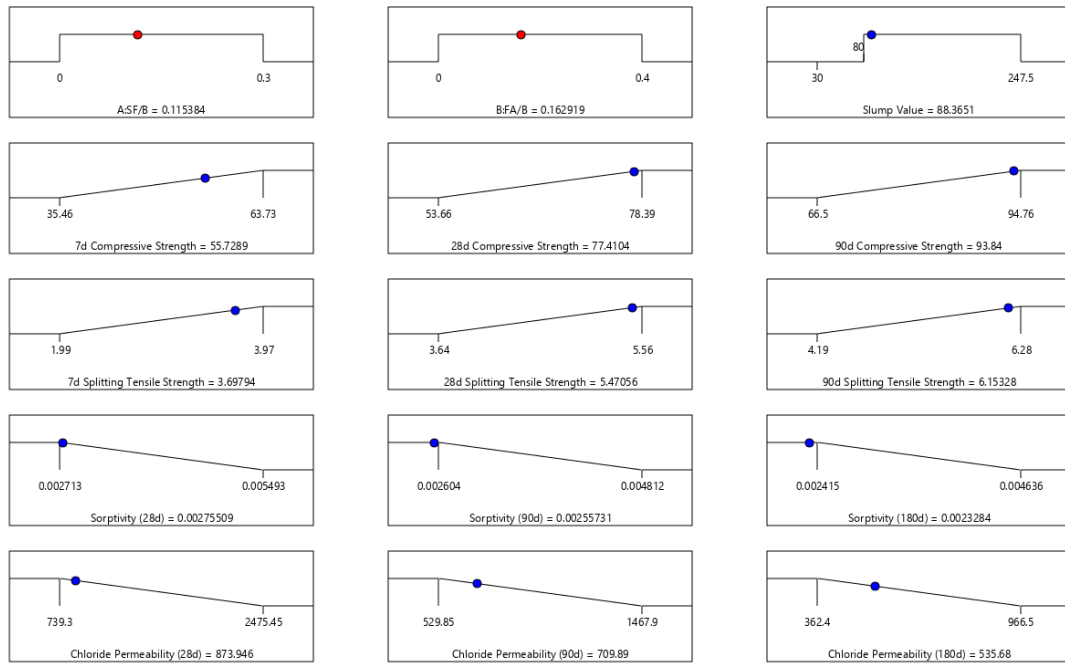 0 0.3
A:SF/B = 0.115384
0 0.4
B:FA/B = 0.162919
80
30 247.5
Slump Value = 88.3651
35.46 63.73
7d Compressive Strength = 55.7289
53.66 78.39
28d Compressive Strength = 77.4104
66.5 94.76
90d Compressive Strength = 93.84
1.99 3.97
7d Splitting Tensile Strength = 3.69794
3.64 5.56
28d Splitting Tensile Strength = 5.47056
4.19 6.28
90d Splitting Tensile Strength = 6.15328
0.002713 0.005493
Sorptivity (28d) = 0.00275509
0.002604 0.004812
Sorptivity (90d) = 0.00255731
0.002415 0.004636
Sorptivity (180d) = 0.0023284
739.3 2475.45
Chloride Permeability (28d) = 873.946
529.85 1467.9
Chloride Permeability (90d) = 709.89
362.4 966.5
Chloride Permeability (180d) = 535.68